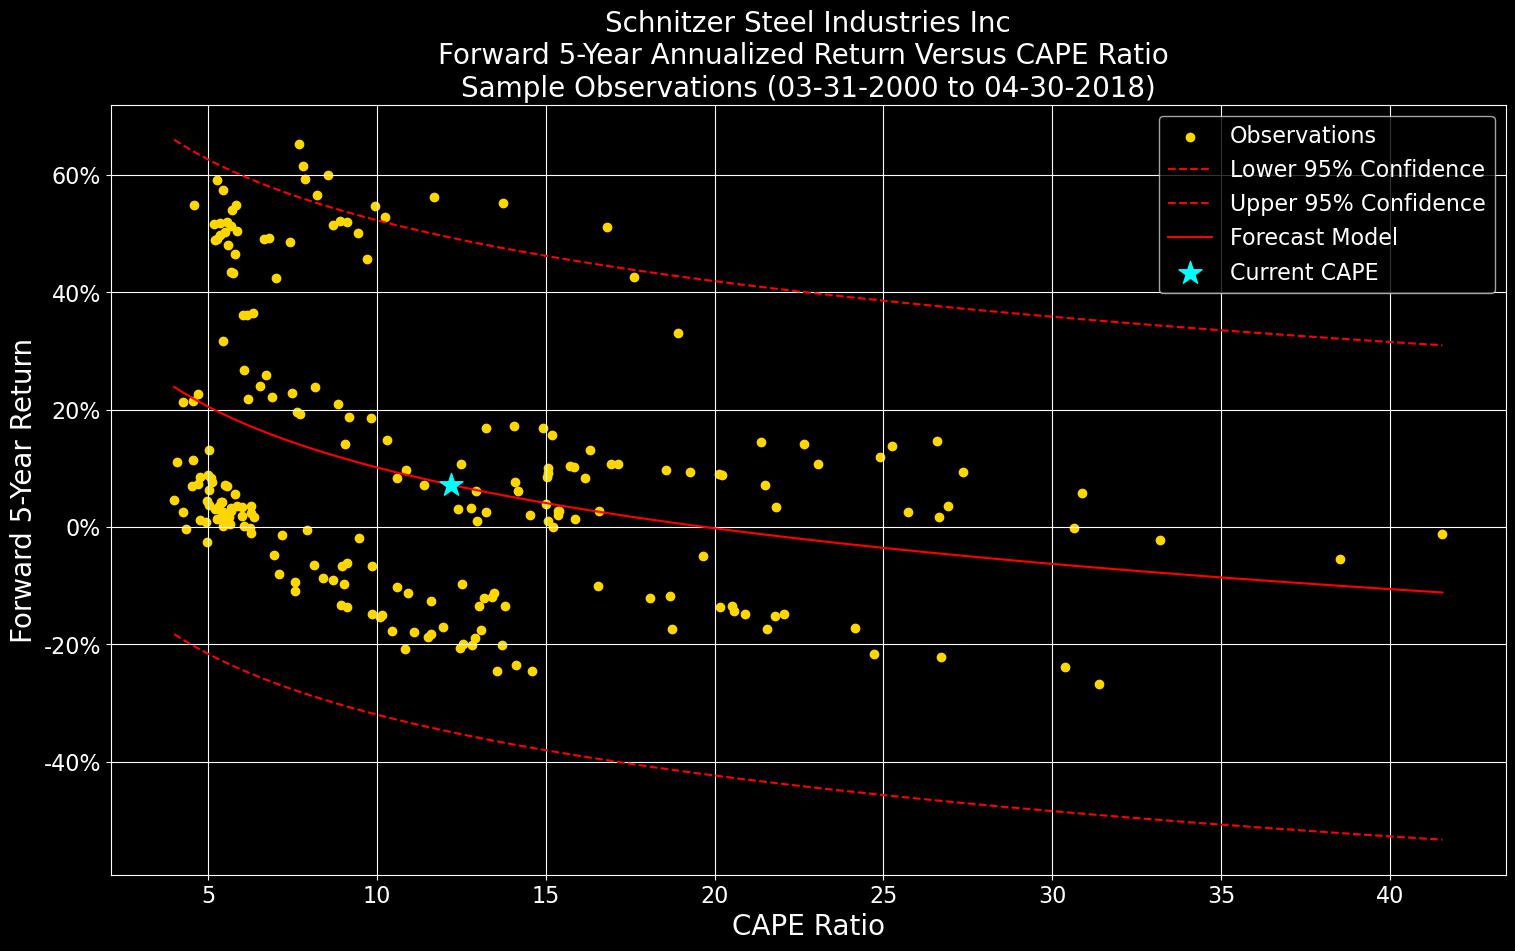 Schnitzer Steel Industries Inc
Forward 5-Year Annualized Return Versus CAPE Ratio
Sample Observations (03-31-2000 to 04-30-2018)
Observations
Lower 95% Confidence
Upper 95% Confidence
Forecast Model
Current CAPE
Forward 5-Year Return
60%
40%
20%
0%
-20%
-40%
5 10 15 20 25 30 35 40
CAPE Ratio